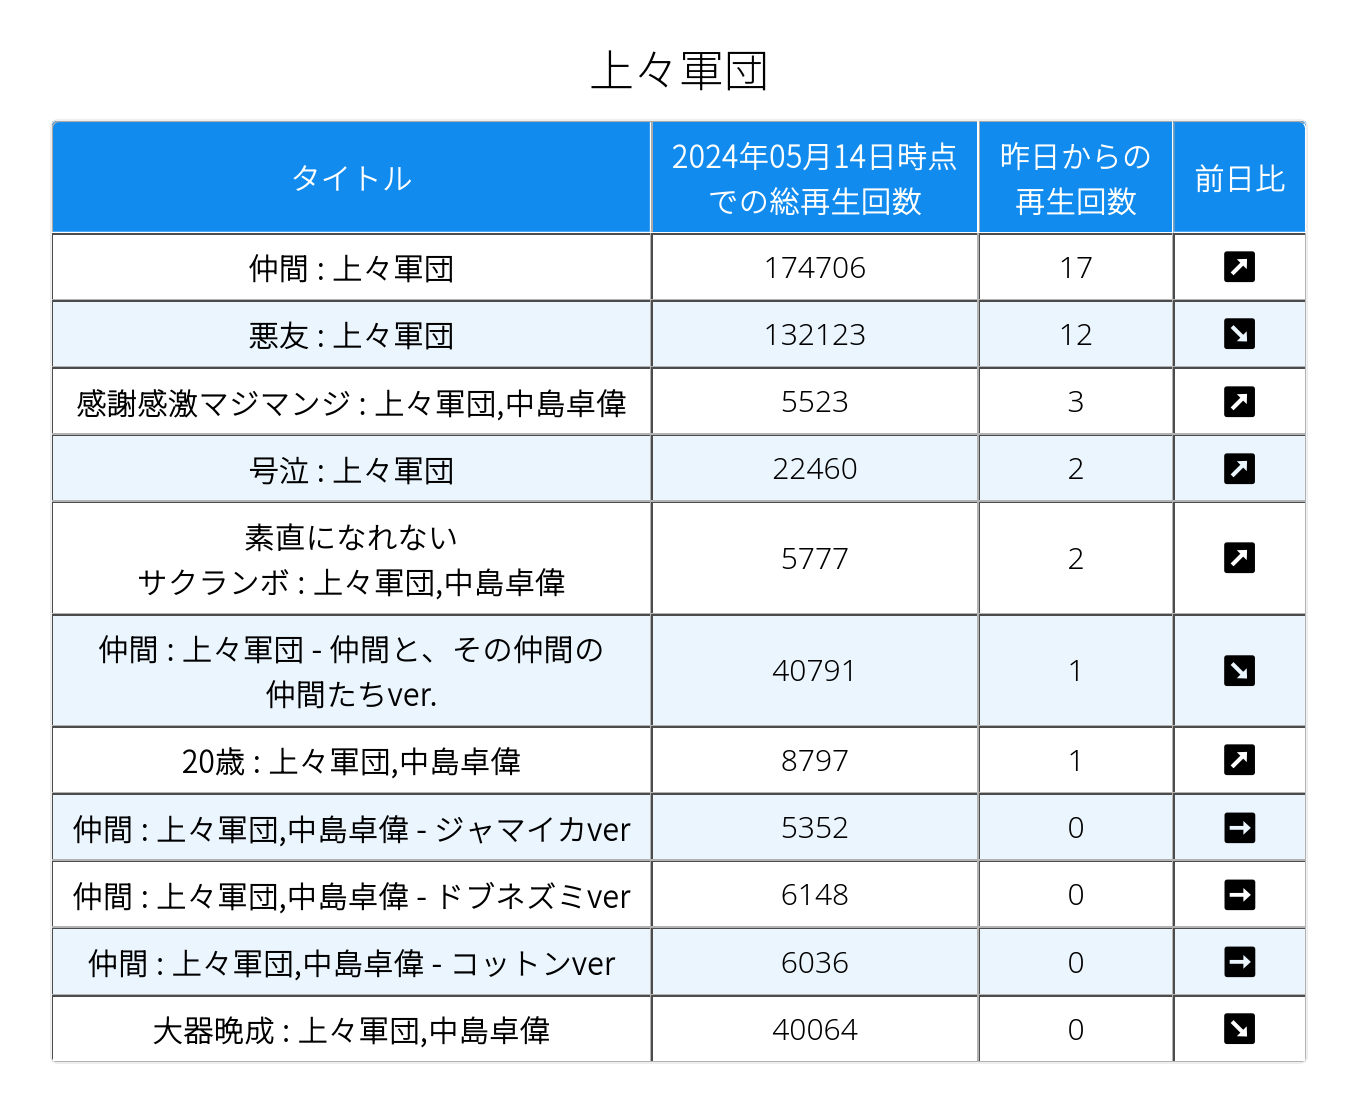 上々軍団
タイトル
2024年05月14日時点
での総再生回数
昨日からの
再生回数
前日比
仲間 : 上々軍団
174706
17
悪友 : 上々軍団
132123
12
感謝感激マジマンジ : 上々軍団,中島卓偉
5523
3
号泣 : 上々軍団
22460
2
素直になれない
サクランボ : 上々軍団,中島卓偉
5777
2
仲間 : 上々軍団 - 仲間と、その仲間の
仲間たちver.
40791
1
20歳 : 上々軍団,中島卓偉
8797
1
仲間 : 上々軍団,中島卓偉 - ジャマイカver
5352
0
仲間 : 上々軍団,中島卓偉 - ドブネズミver
6148
0
仲間 : 上々軍団,中島卓偉 - コットンver
6036
0
大器晩成 : 上々軍団,中島卓偉
40064
0